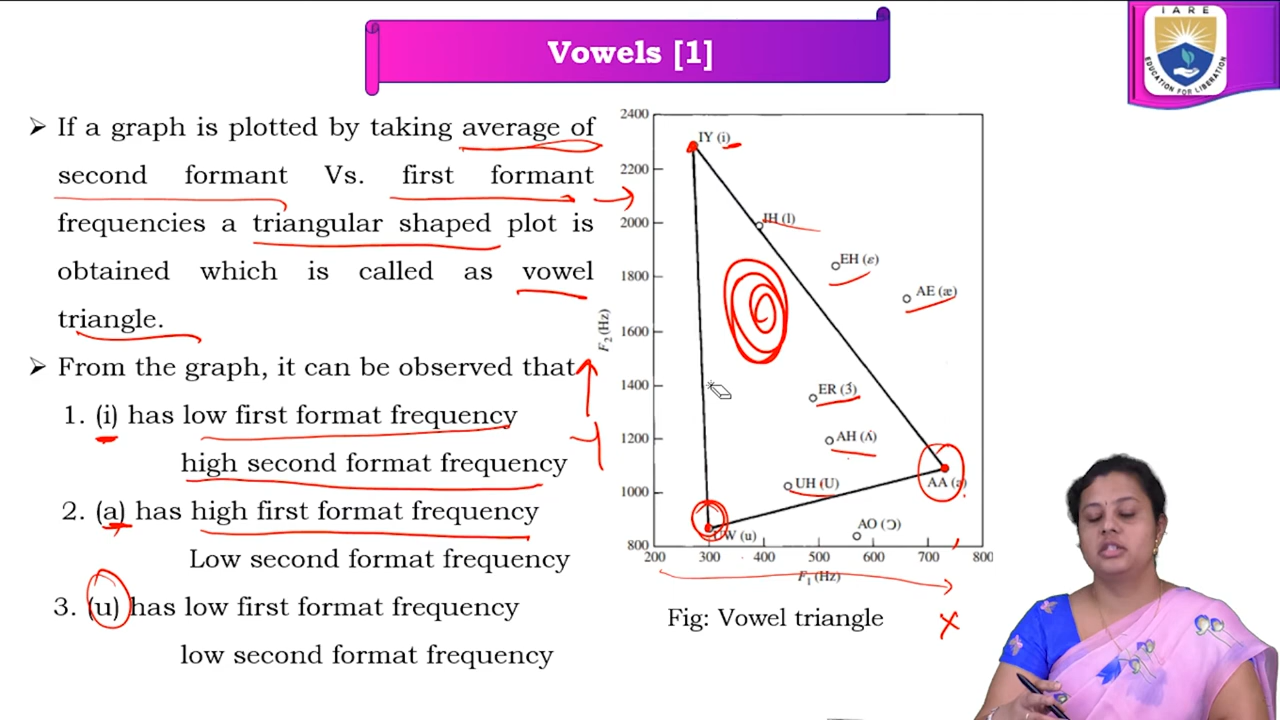 Vowels [1]
IARE
EDUCATION FOR LIBERATION
➢ If a graph is plotted by taking average of
second formant Vs. first formant
frequencies a triangular shaped plot is
obtained which is called as vowel
triangle.
➢ From the graph, it can be observed that
1. (i) has low first format frequency
high second format frequency
2. (a) has high first format frequency
Low second format frequency
3. (u) has low first format frequency
low second format frequency
2400
2200
2000
1800
1600
1400
1200
1000
800
F2 (Hz)
IY (i)
IH (I)
EH (ε)
AE (æ)
ER (3́)
AH (ʌ́)
UH (U)
AA (a)
AO (Ɔ)
UW (u)
200 300 400 500 600 700 800
F1 (Hz)
Fig: Vowel triangle
x